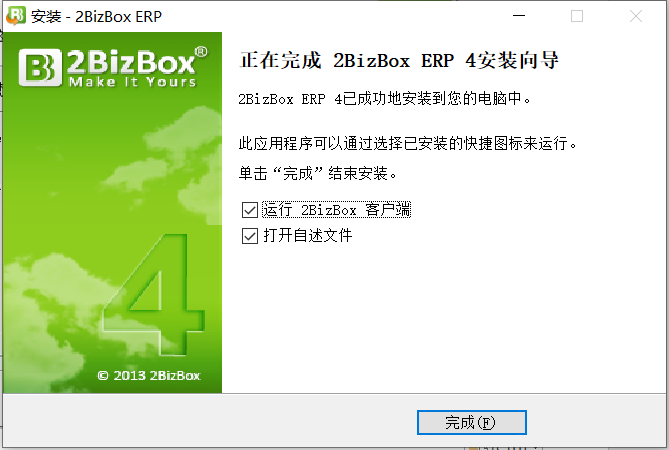 安装 - 2BizBox ERP
2BizBox®
Make It Yours
正在完成 2BizBox ERP 4安装向导
2BizBox ERP 4已成功地安装到您的电脑中。
此应用程序可以通过选择已安装的快捷图标来运行。
单击“完成”结束安装。
运行 2BizBox 客户端
打开自述文件
4
© 2013 2BizBox
完成(F)